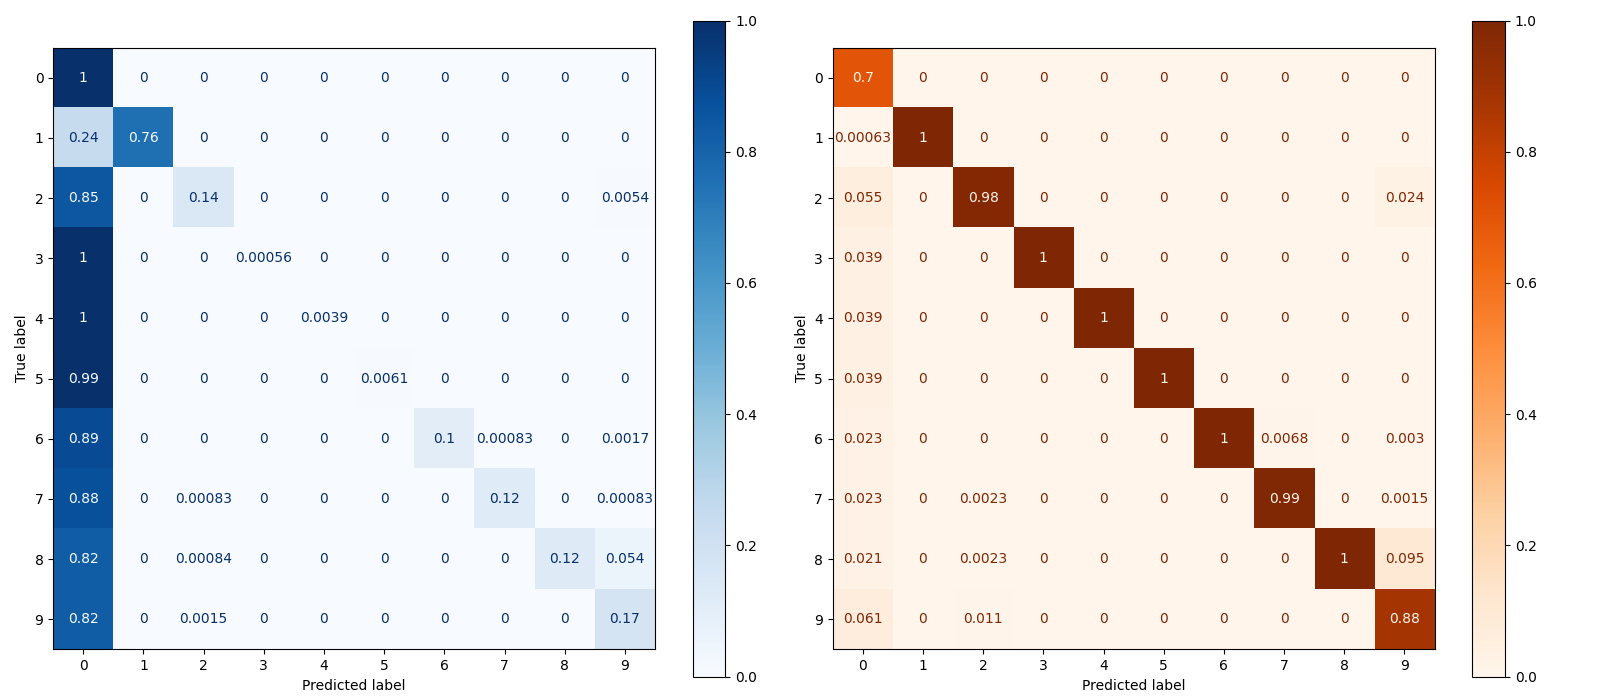 1.0
0 1 0 0 0 0 0 0 0 0 0
1 0.24 0.76 0 0 0 0 0 0 0 0
0.8
2 0.85 0 0.14 0 0 0 0 0 0 0.0054
3 1 0 0 0.00056 0 0 0 0 0 0
0.6
4 1 0 0 0 0.0039 0 0 0 0 0
True label
5 0.99 0 0 0 0 0.0061 0 0 0 0
0.4
6 0.89 0 0 0 0 0 0.1 0.00083 0 0.0017
7 0.88 0 0.00083 0 0 0 0 0.12 0 0.00083
0.2
8 0.82 0 0.00084 0 0 0 0 0 0.12 0.054
9 0.82 0 0.0015 0 0 0 0 0 0 0.17
0.0
0 1 2 3 4 5 6 7 8 9
Predicted label
1.0
0 0.7 0 0 0 0 0 0 0 0 0
1 0.00063 1 0 0 0 0 0 0 0 0
0.8
2 0.055 0 0.98 0 0 0 0 0 0 0.024
3 0.039 0 0 1 0 0 0 0 0 0
0.6
4 0.039 0 0 0 1 0 0 0 0 0
True label
5 0.039 0 0 0 0 1 0 0 0 0
0.4
6 0.023 0 0 0 0 0 1 0.0068 0 0.003
7 0.023 0 0.0023 0 0 0 0 0.99 0 0.0015
0.2
8 0.021 0 0.0023 0 0 0 0 0 1 0.095
9 0.061 0 0.011 0 0 0 0 0 0 0.88
0.0
0 1 2 3 4 5 6 7 8 9
Predicted label